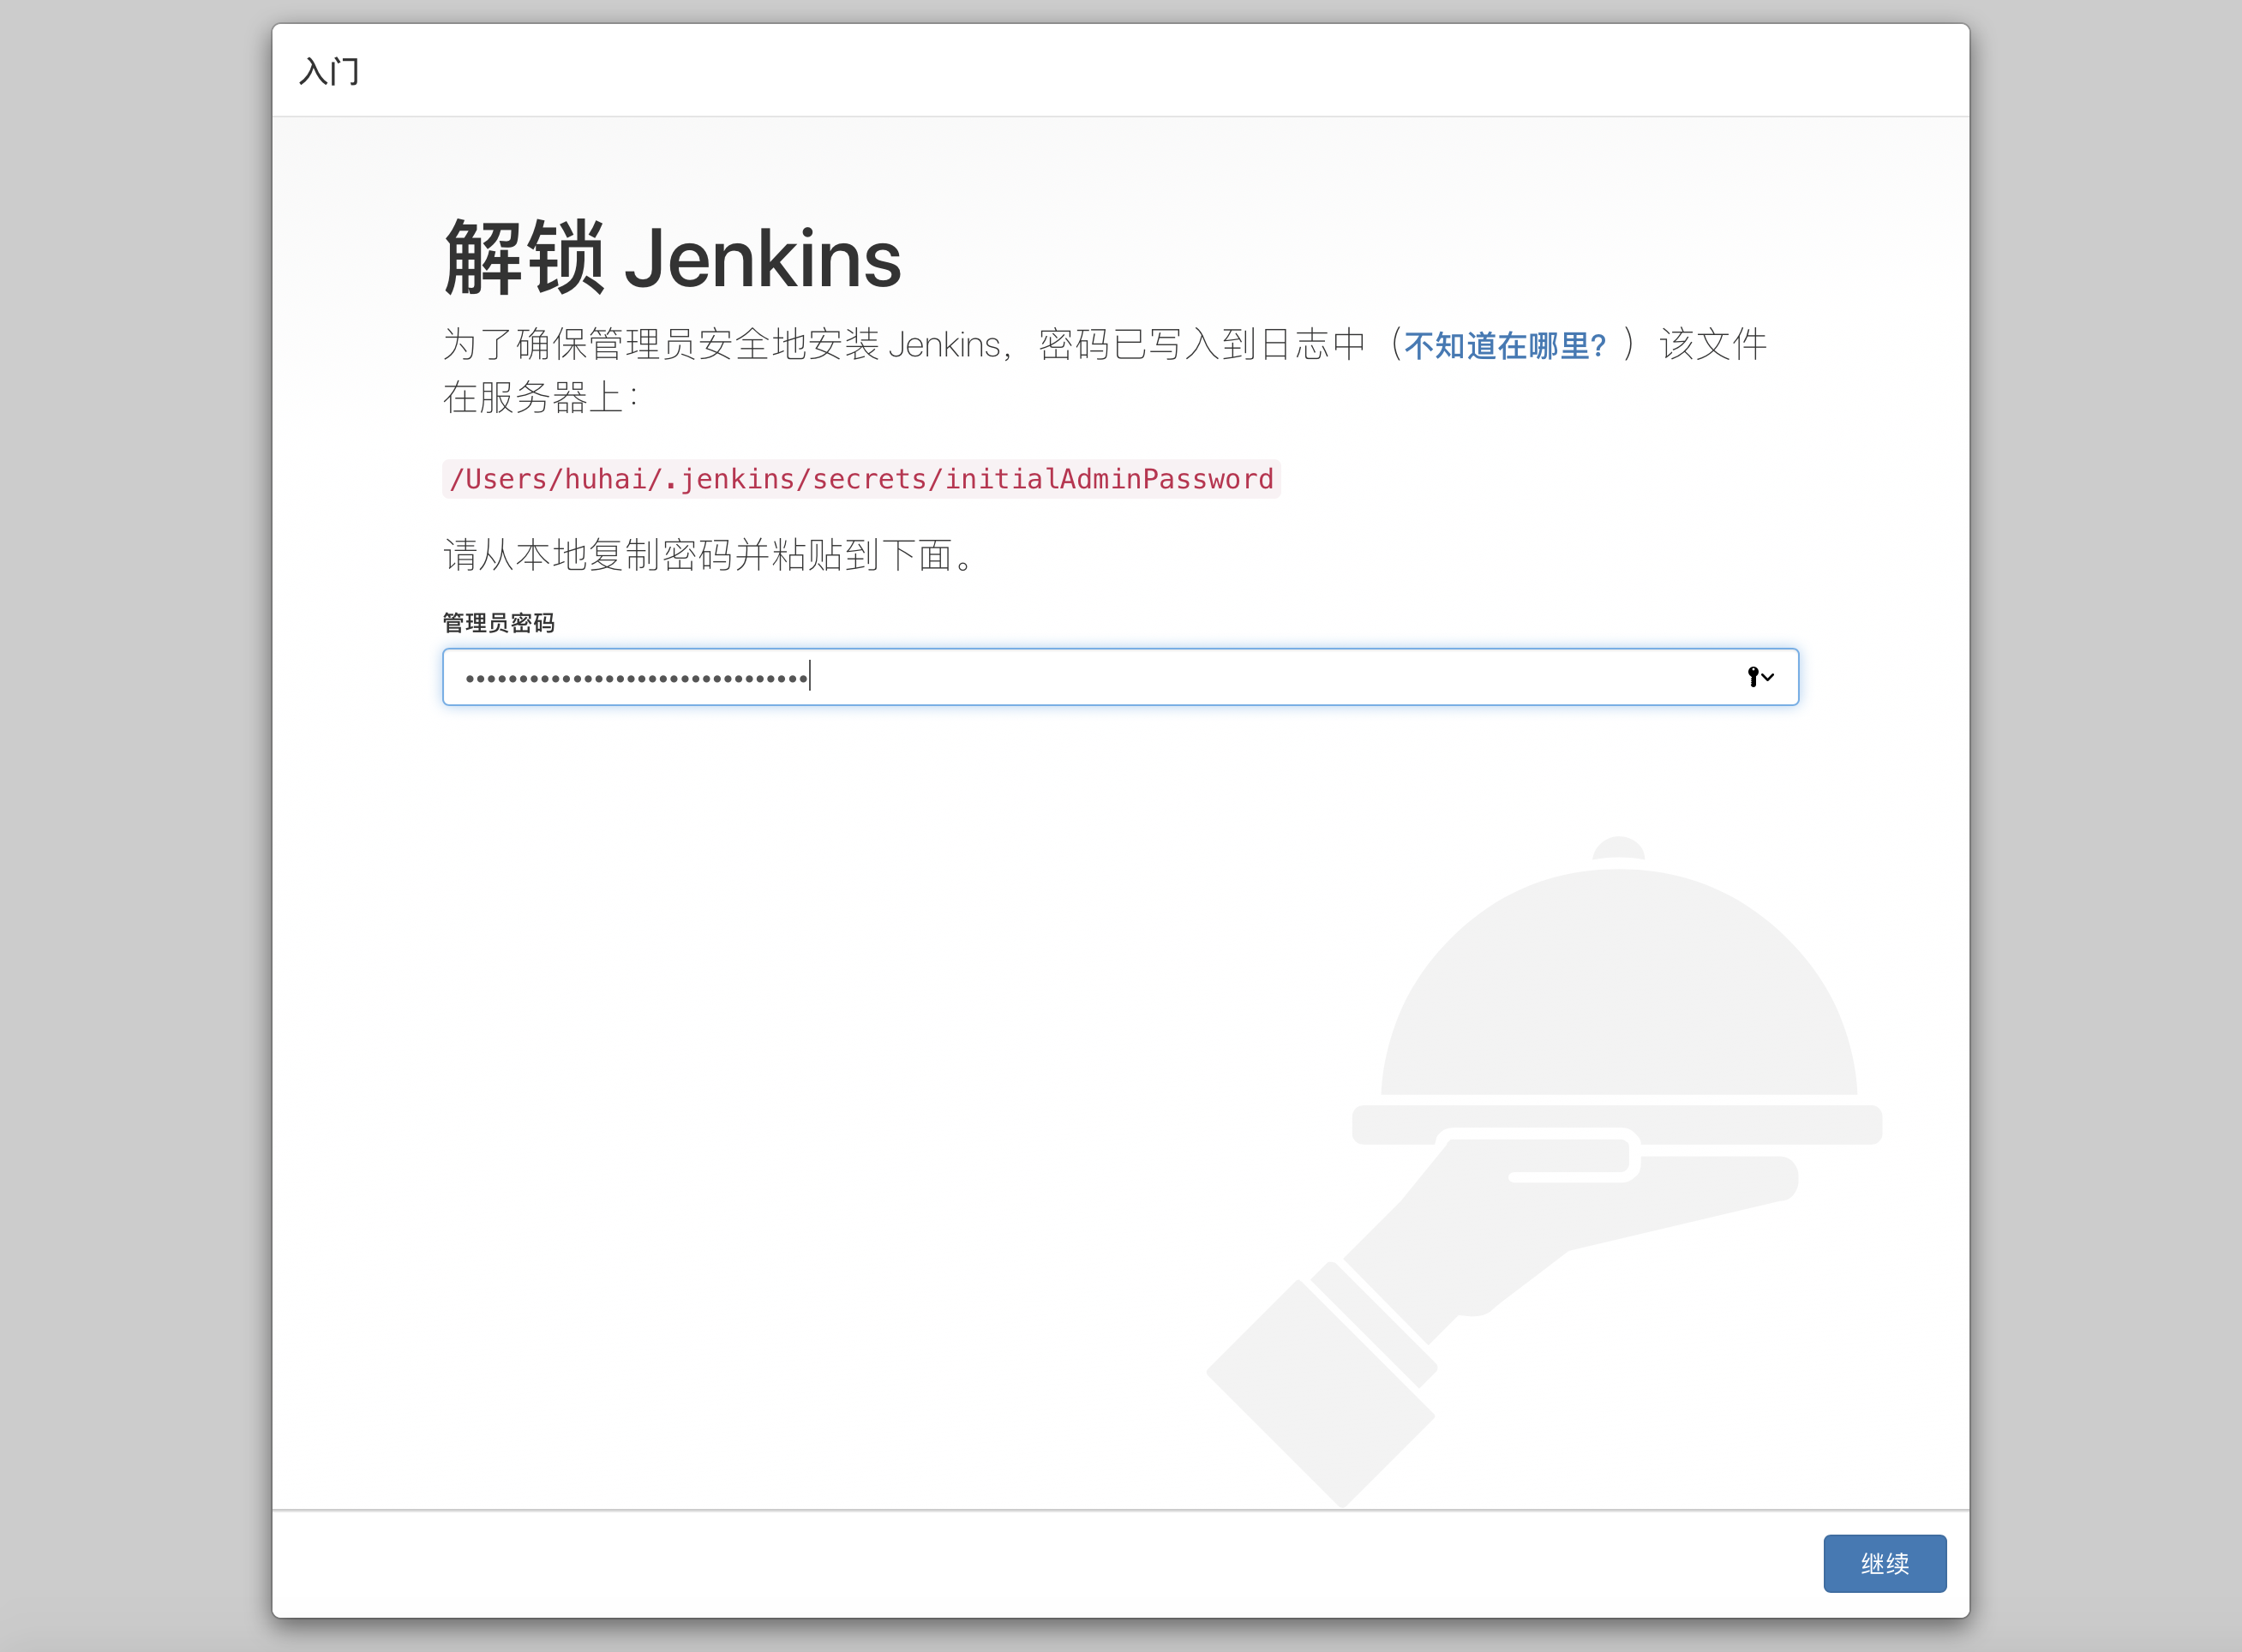 入门
解锁 Jenkins
为了确保管理员安全地安装 Jenkins，密码已写入到日志中（不知道在哪里？）该文件
在服务器上：
/Users/huhai/.jenkins/secrets/initialAdminPassword
请从本地复制密码并粘贴到下面。
管理员密码
••••••••••••••••••••••••••••••••
继续